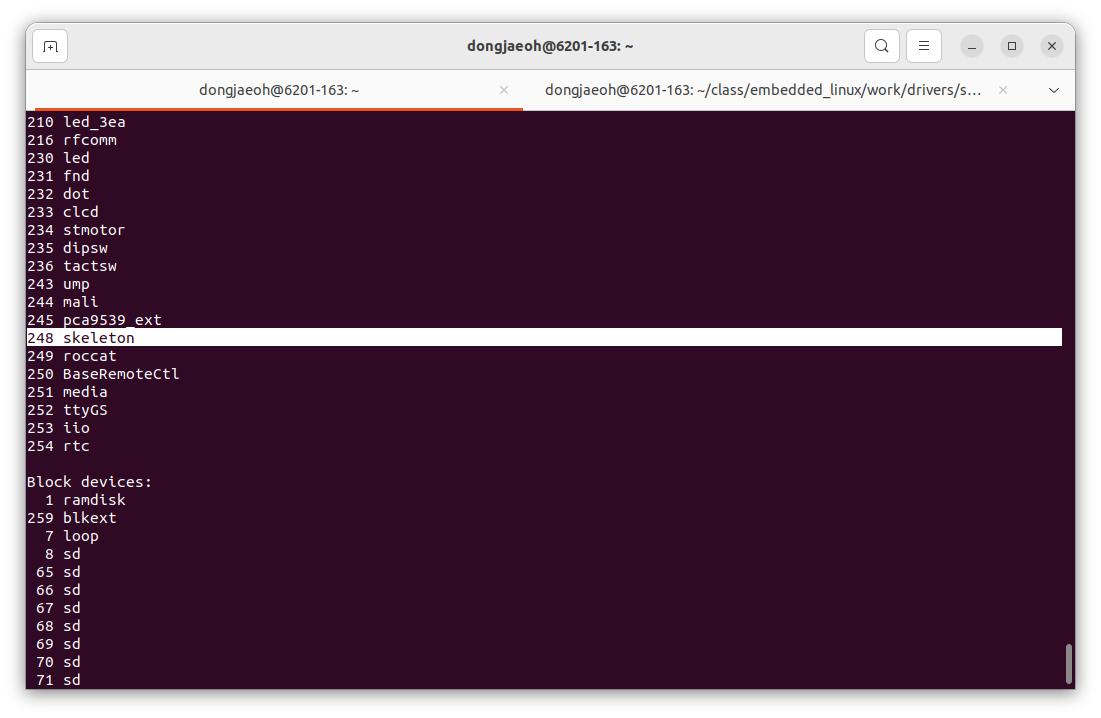 dongjaeoh@6201-163: ~
dongjaeoh@6201-163: ~
dongjaeoh@6201-163: ~/class/embedded_linux/work/drivers/s...
210 led_3ea
216 rfcomm
230 led
231 fnd
232 dot
233 clcd
234 stmotor
235 dipsw
236 tactsw
243 ump
244 mali
245 pca9539_ext
248 skeleton
249 roccat
250 BaseRemoteCtl
251 media
252 ttyGS
253 iio
254 rtc
Block devices:
1 ramdisk
259 blkext
7 loop
8 sd
65 sd
66 sd
67 sd
68 sd
69 sd
70 sd
71 sd